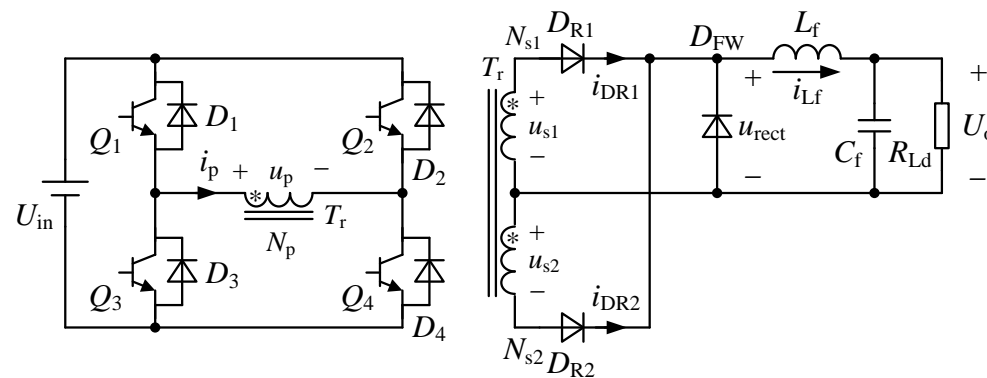 N_s1 D_R1
D_FW L_f
T_r i_DR1 + i_Lf +
Q_1 D_1 Q_2 * + u_s1 − u_rect C_f R_Ld
i_p + u_p − D_2 −  −
U_in * T_r
N_p * +
Q_3 D_3 Q_4 u_s2
− i_DR2
D_4
N_s2 D_R2